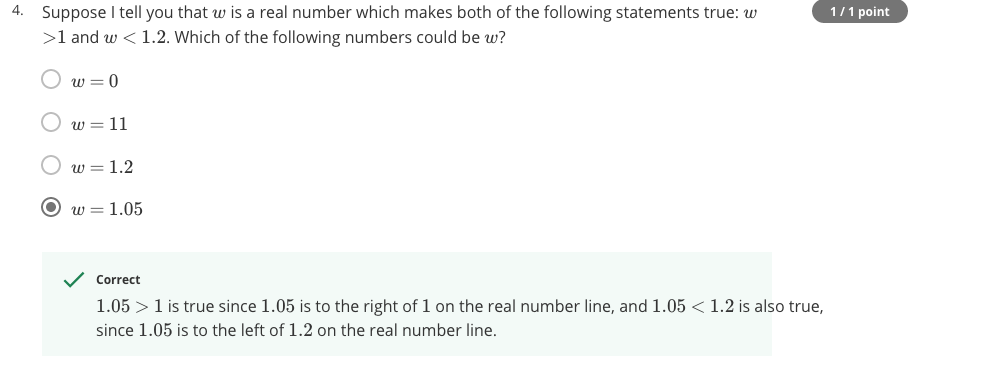 4. Suppose I tell you that w is a real number which makes both of the following statements true: w
>1 and w < 1.2. Which of the following numbers could be w?
1 / 1 point
w = 0
w = 11
w = 1.2
w = 1.05
Correct
1.05 > 1 is true since 1.05 is to the right of 1 on the real number line, and 1.05 < 1.2 is also true,
since 1.05 is to the left of 1.2 on the real number line.